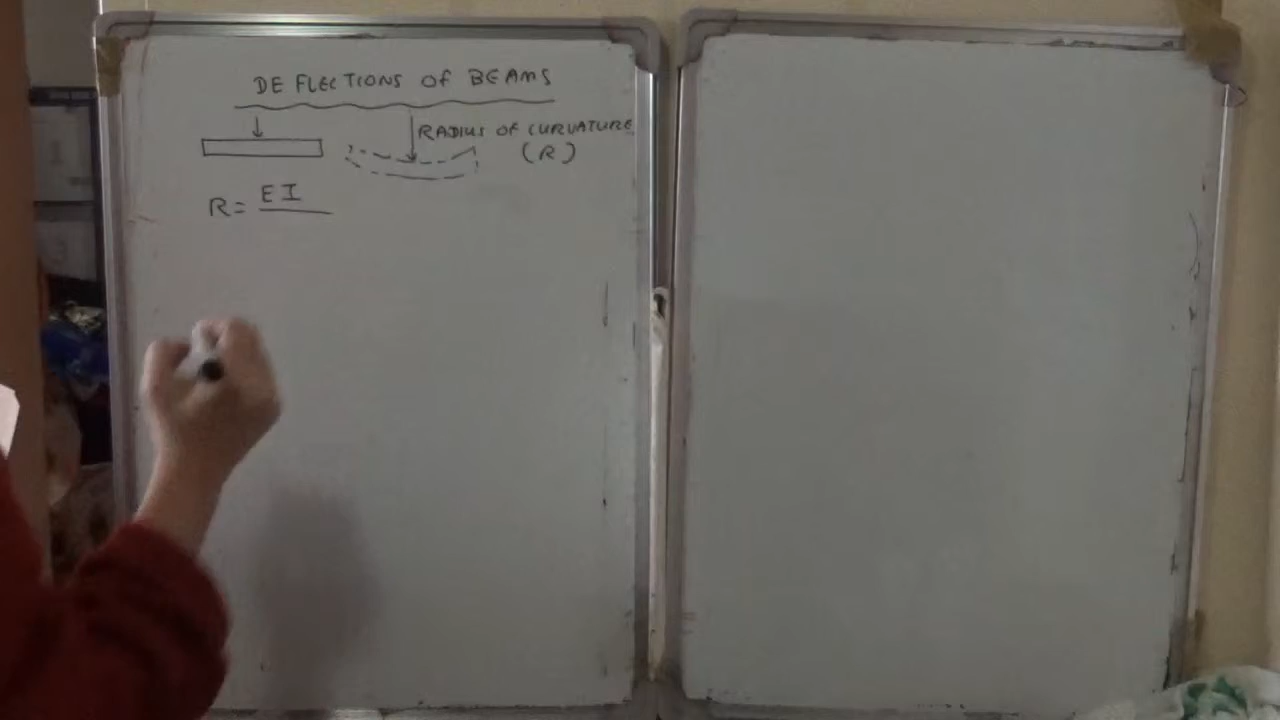 DEFLECTIONS OF BEAMS
RADIUS OF CURVATURE
(R)
R = EI